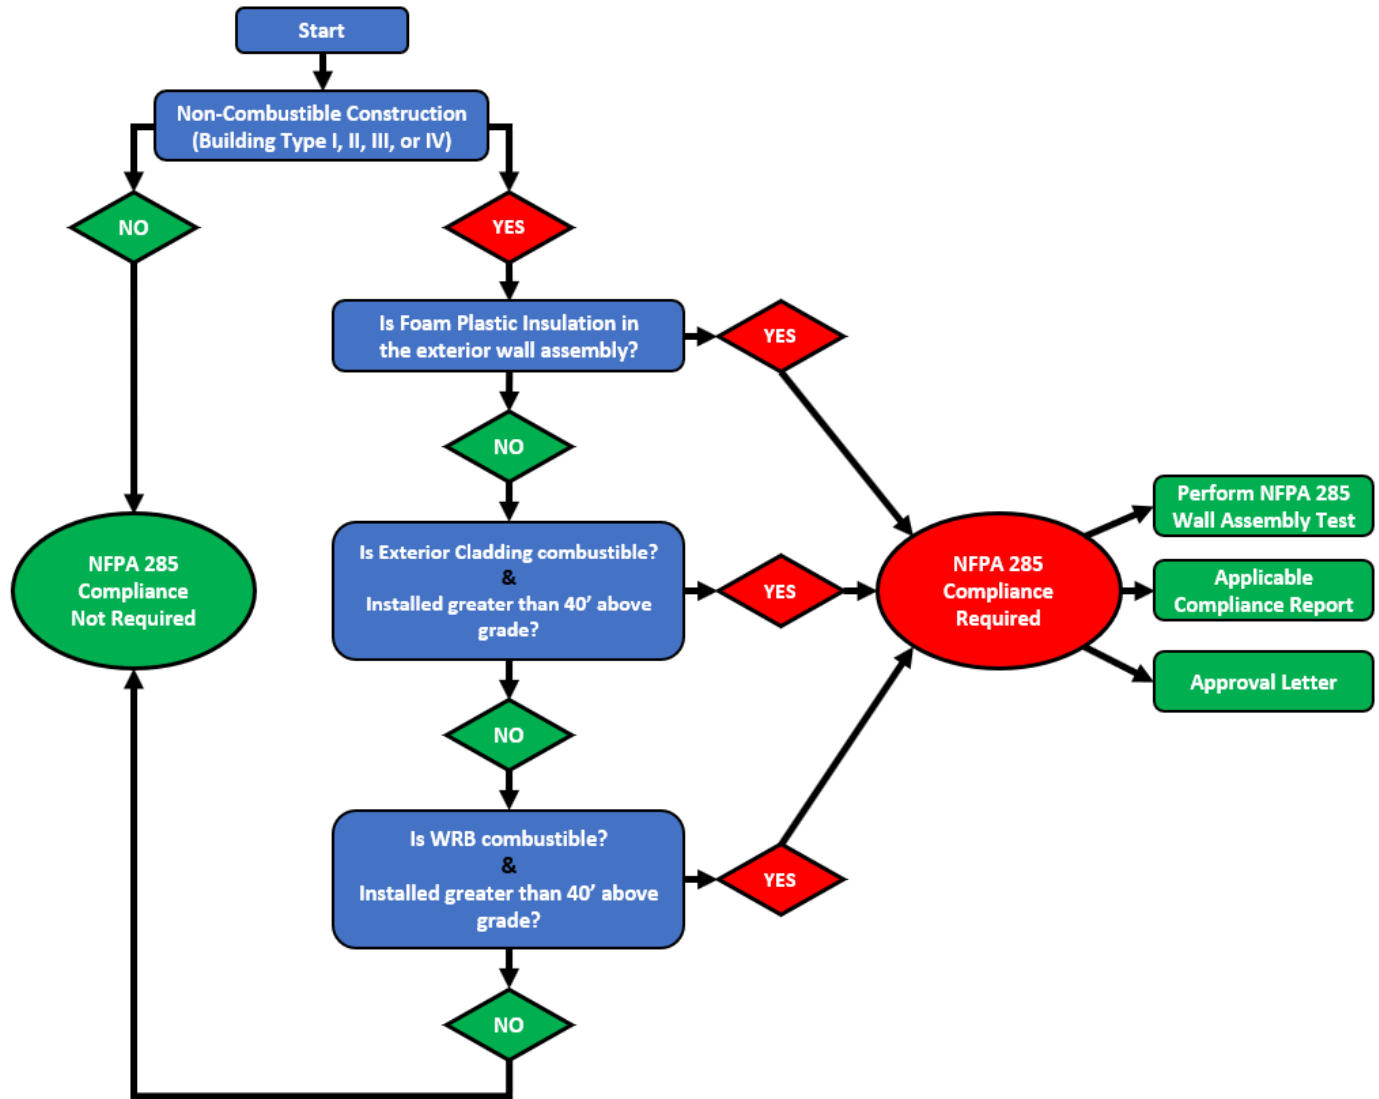 Start
Non-Combustible Construction
(Building Type I, II, III, or IV)
NO
YES
Is Foam Plastic Insulation in
the exterior wall assembly?
YES
NO
Is Exterior Cladding combustible?
&
Installed greater than 40’ above
grade?
YES
NFPA 285
Compliance
Not Required
NFPA 285
Compliance
Required
Perform NFPA 285
Wall Assembly Test
Applicable
Compliance Report
Approval Letter
NO
Is WRB combustible?
&
Installed greater than 40’ above
grade?
YES
NO